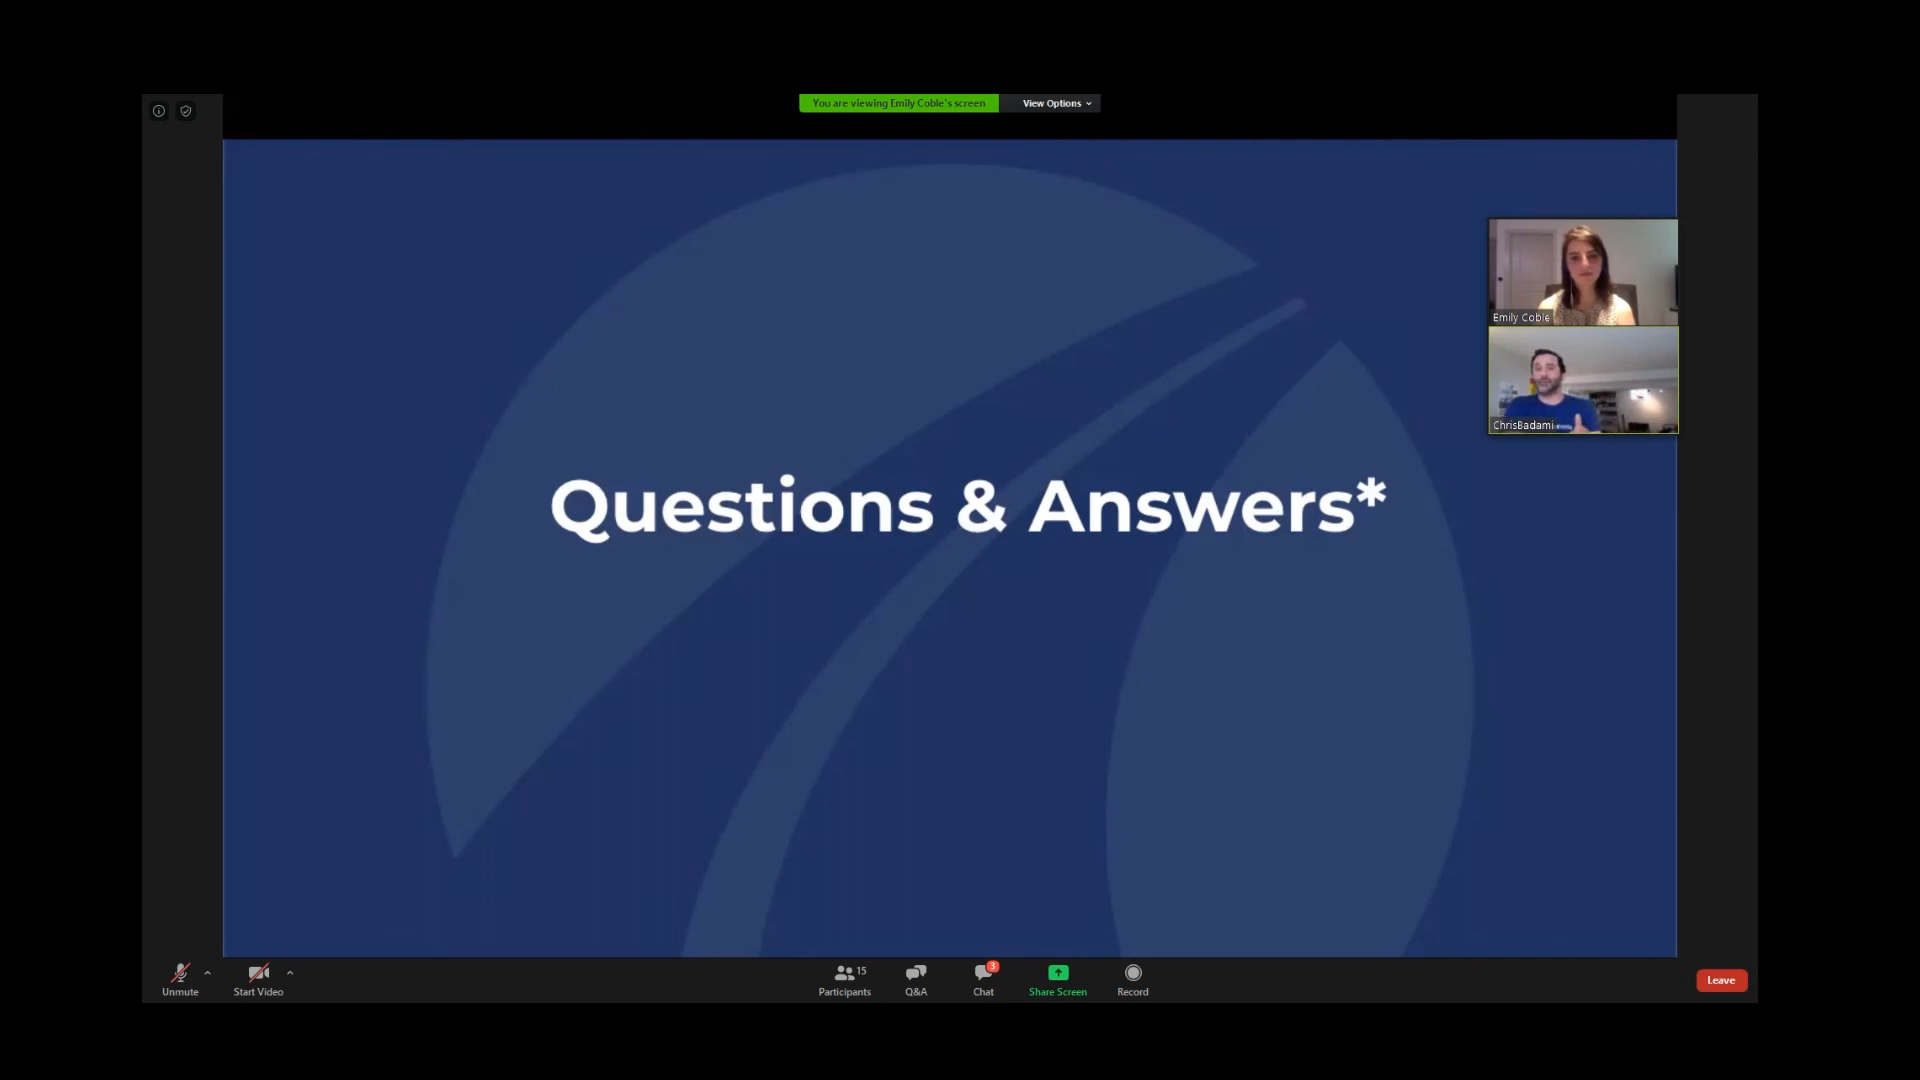 You are viewing Emily Coble's screen
View Options
Questions & Answers*
Emily Coble
ChrisBadami
Unmute
Start Video
15
Participants
Q&A
3
Chat
Share Screen
Record
Leave